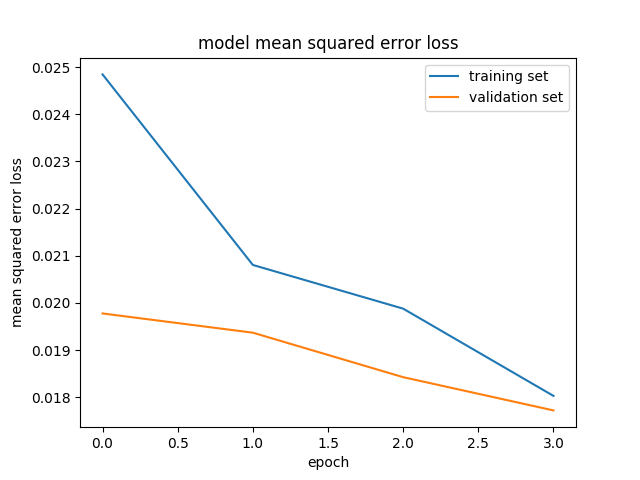 model mean squared error loss
training set
validation set
mean squared error loss
0.025
0.024
0.023
0.022
0.021
0.020
0.019
0.018
0.0 0.5 1.0 1.5 2.0 2.5 3.0
epoch